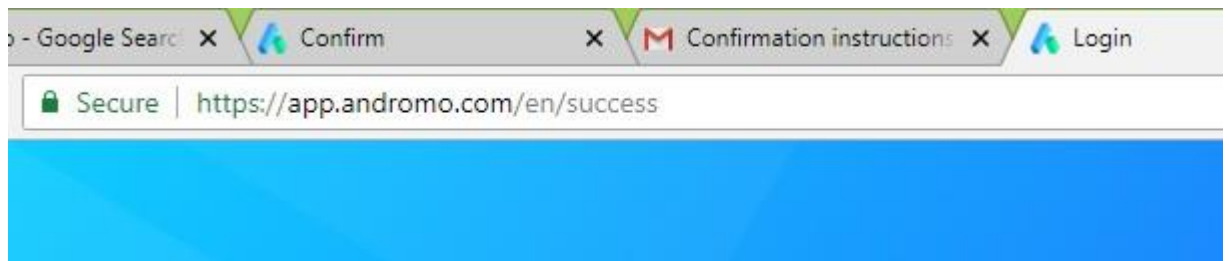 - Google Searc
Confirm
Confirmation instructions
Login
Secure | https://app.andromo.com/en/success